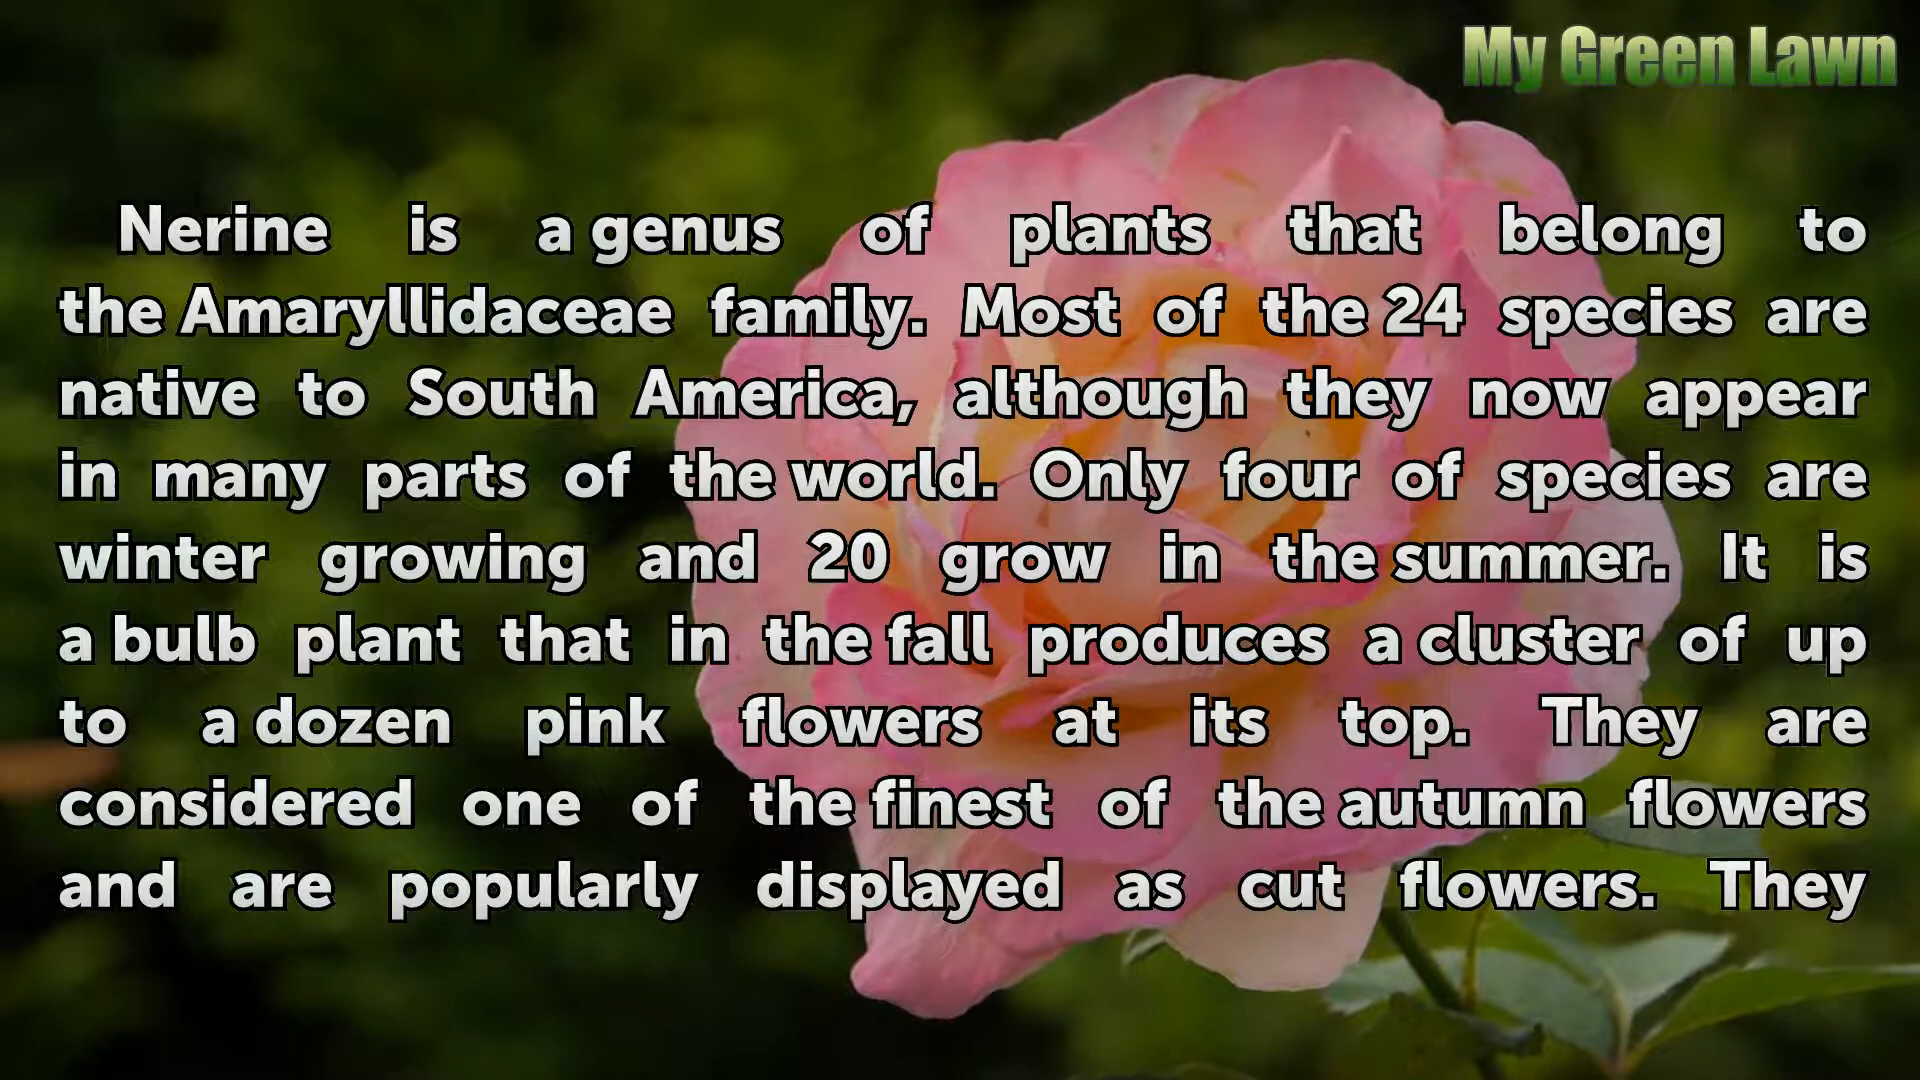 My Green Lawn
Nerine is a genus of plants that belong to
the Amaryllidaceae family. Most of the 24 species are
native to South America, although they now appear
in many parts of the world. Only four of species are
winter growing and 20 grow in the summer. It is
a bulb plant that in the fall produces a cluster of up
to a dozen pink flowers at its top. They are
considered one of the finest of the autumn flowers
and are popularly displayed as cut flowers. They